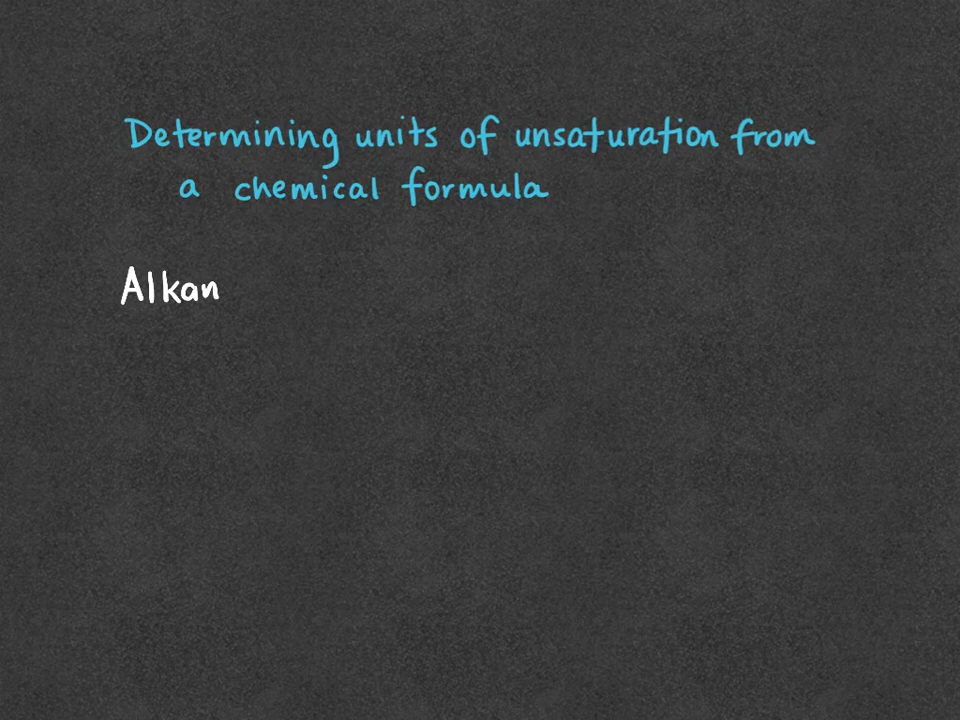 Determining units of unsaturation from
a chemical formula
Alkan